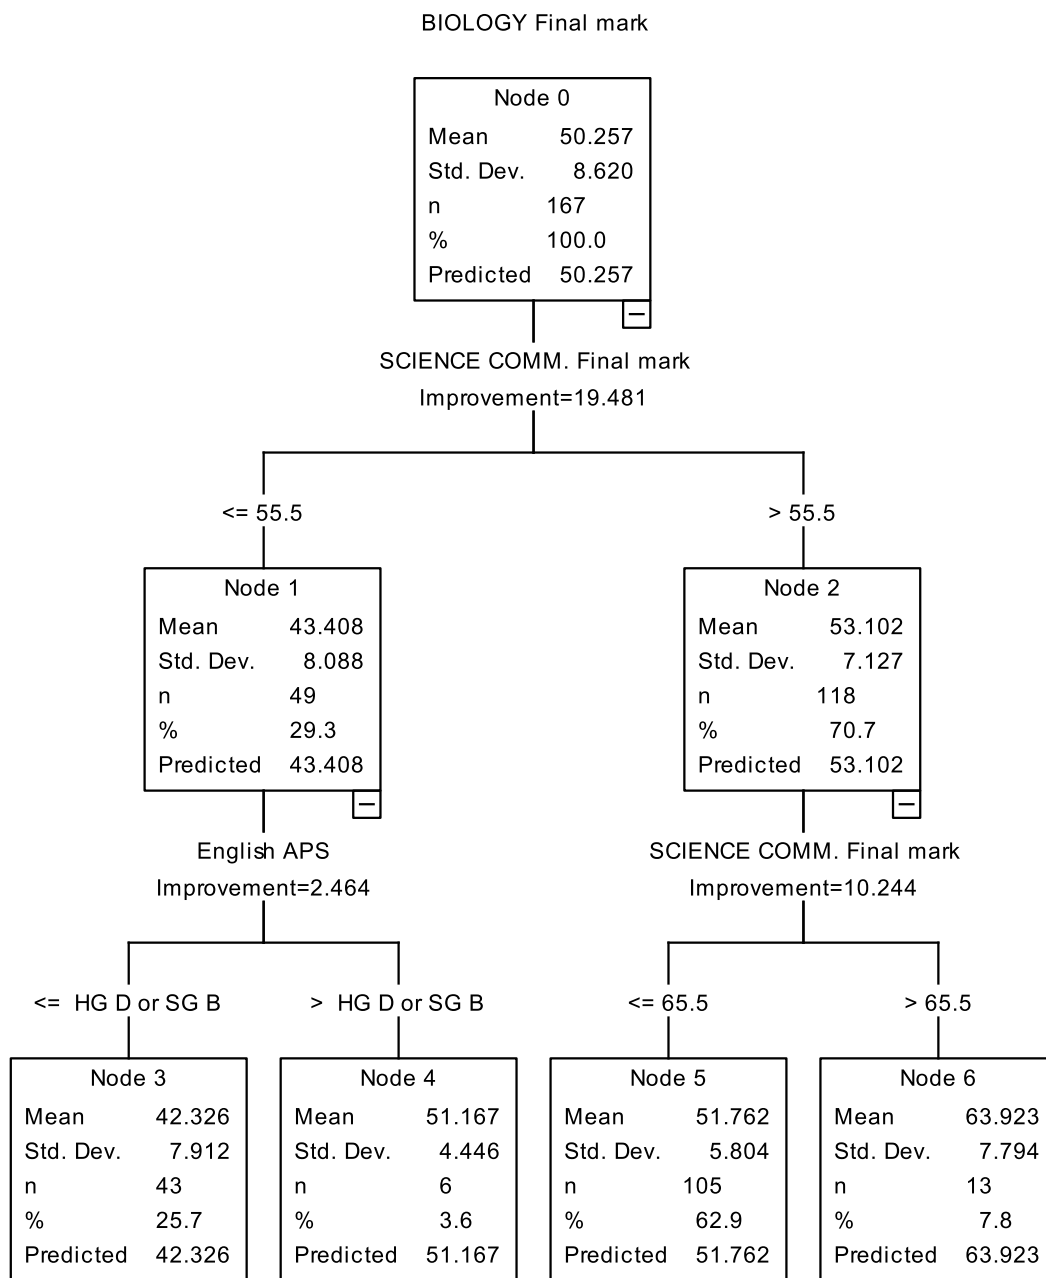 BIOLOGY Final mark
Node 0
Mean 50.257
Std. Dev. 8.620
n 167
% 100.0
Predicted 50.257
SCIENCE COMM. Final mark
Improvement=19.481
<= 55.5
> 55.5
Node 1
Mean 43.408
Std. Dev. 8.088
n 49
% 29.3
Predicted 43.408
Node 2
Mean 53.102
Std. Dev. 7.127
n 118
% 70.7
Predicted 53.102
English APS
Improvement=2.464
SCIENCE COMM. Final mark
Improvement=10.244
<= HG D or SG B
> HG D or SG B
<= 65.5
> 65.5
Node 3
Mean 42.326
Std. Dev. 7.912
n 43
% 25.7
Predicted 42.326
Node 4
Mean 51.167
Std. Dev. 4.446
n 6
% 3.6
Predicted 51.167
Node 5
Mean 51.762
Std. Dev. 5.804
n 105
% 62.9
Predicted 51.762
Node 6
Mean 63.923
Std. Dev. 7.794
n 13
% 7.8
Predicted 63.923